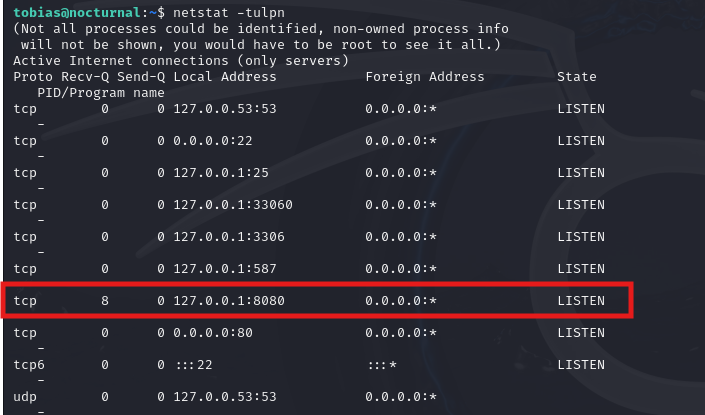 tobias@nocturnal:~$ netstat -tulpn
(Not all processes could be identified, non-owned process info
 will not be shown, you would have to be root to see it all.)
Active Internet connections (only servers)
Proto Recv-Q Send-Q Local Address           Foreign Address         State
   PID/Program name
tcp        0      0 127.0.0.53:53           0.0.0.0:*               LISTEN
   -
tcp        0      0 0.0.0.0:22              0.0.0.0:*               LISTEN
   -
tcp        0      0 127.0.0.1:25            0.0.0.0:*               LISTEN
   -
tcp        0      0 127.0.0.1:33060         0.0.0.0:*               LISTEN
   -
tcp        0      0 127.0.0.1:3306          0.0.0.0:*               LISTEN
   -
tcp        0      0 127.0.0.1:587           0.0.0.0:*               LISTEN
   -
tcp        8      0 127.0.0.1:8080          0.0.0.0:*               LISTEN
   -
tcp        0      0 0.0.0.0:80              0.0.0.0:*               LISTEN
   -
tcp6       0      0 :::22                   :::*                    LISTEN
   -
udp        0      0 127.0.0.53:53           0.0.0.0:*
   -